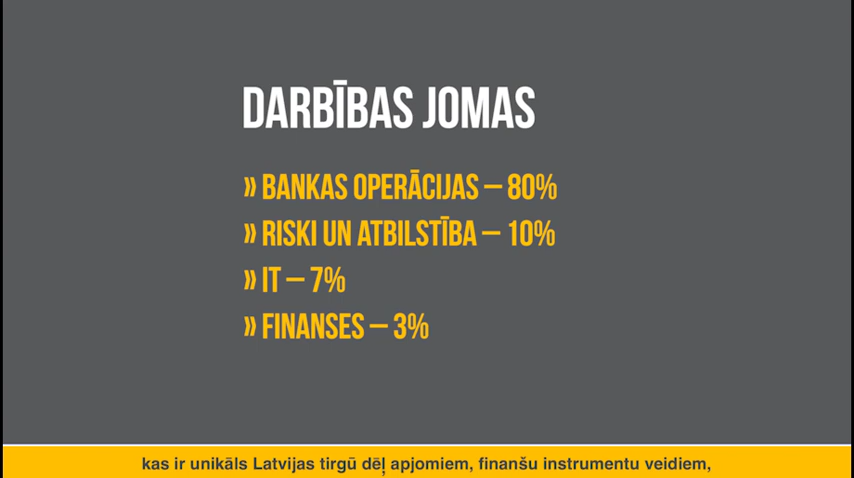 DARBĪBAS JOMAS
» BANKAS OPERĀCIJAS – 80%
» RISKI UN ATBILSTĪBA – 10%
» IT – 7%
» FINANSES – 3%
kas ir unikāls Latvijas tirgū dēļ apjomiem, finanšu instrumentu veidiem,